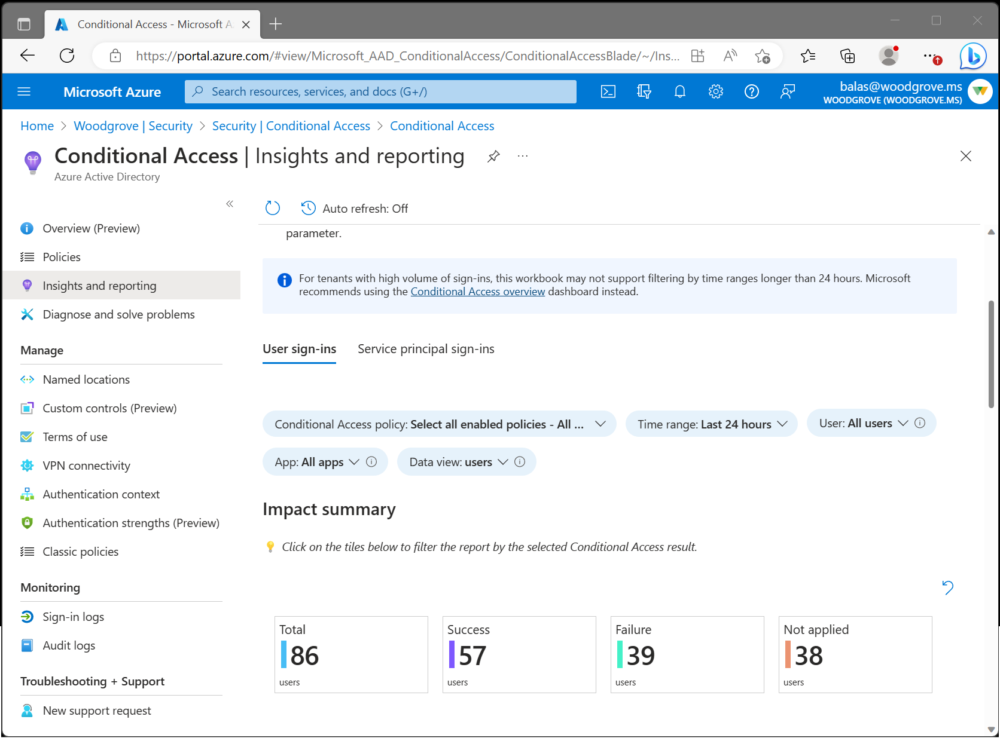 Conditional Access - Microsoft A
https://portal.azure.com/#view/Microsoft_AAD_ConditionalAccess/ConditionalAccessBlade/~/Ins...
Microsoft Azure
Search resources, services, and docs (G+/)
balas@woodgrove.ms
WOODGROVE (WOODGROVE.MS)
Home > Woodgrove | Security > Security | Conditional Access > Conditional Access
Conditional Access | Insights and reporting
Azure Active Directory
Overview (Preview)
Policies
Insights and reporting
Diagnose and solve problems
Manage
Named locations
Custom controls (Preview)
Terms of use
VPN connectivity
Authentication context
Authentication strengths (Preview)
Classic policies
Monitoring
Sign-in logs
Audit logs
Troubleshooting + Support
New support request
Auto refresh: Off
parameter.
For tenants with high volume of sign-ins, this workbook may not support filtering by time ranges longer than 24 hours. Microsoft
recommends using the Conditional Access overview dashboard instead.
User sign-ins
Service principal sign-ins
Conditional Access policy: Select all enabled policies - All ...
Time range: Last 24 hours
User: All users
App: All apps
Data view: users
Impact summary
Click on the tiles below to filter the report by the selected Conditional Access result.
Total
86
users
Success
57
users
Failure
39
users
Not applied
38
users